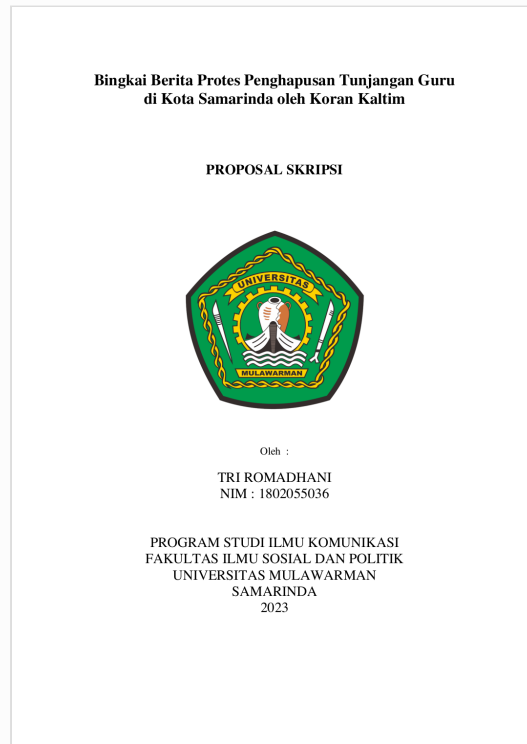 Bingkai Berita Protes Penghapusan Tunjangan Guru
di Kota Samarinda oleh Koran Kaltim
PROPOSAL SKRIPSI
UNIVERSITAS
MULAWARMAN
Oleh :
TRI ROMADHANI
NIM : 1802055036
PROGRAM STUDI ILMU KOMUNIKASI
FAKULTAS ILMU SOSIAL DAN POLITIK
UNIVERSITAS MULAWARMAN
SAMARINDA
2023